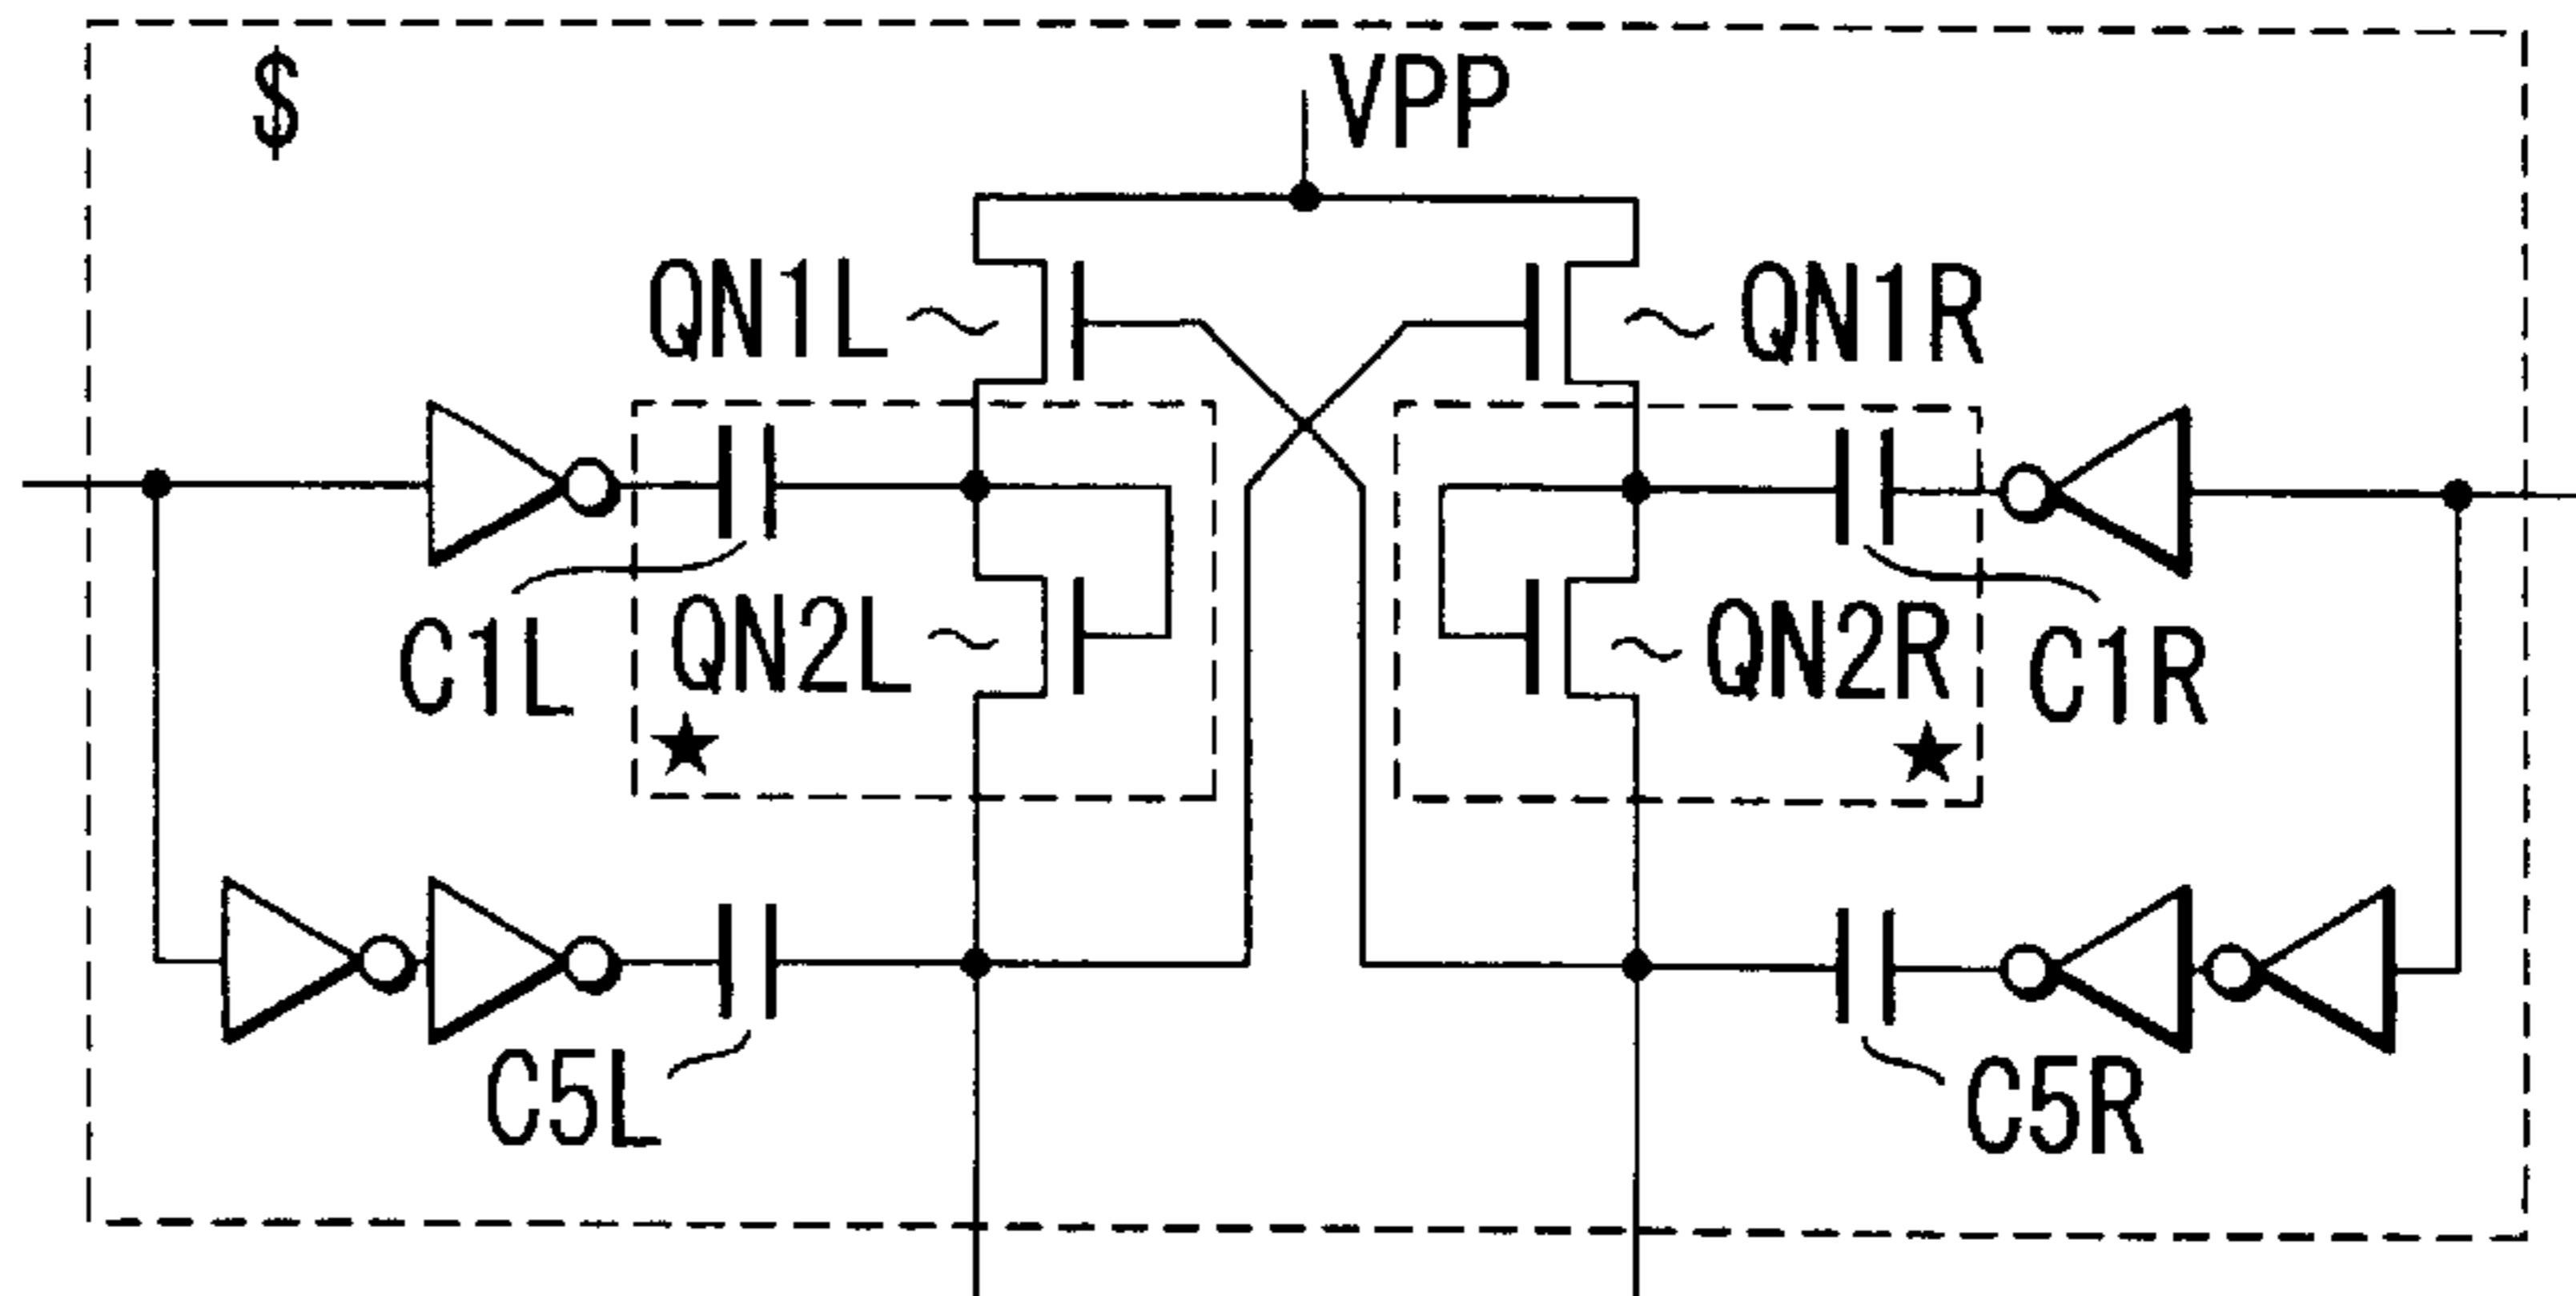 $
VPP
QN1L
QN1R
C1L
QN2L
QN2R
C1R
★
★
C5L
C5R